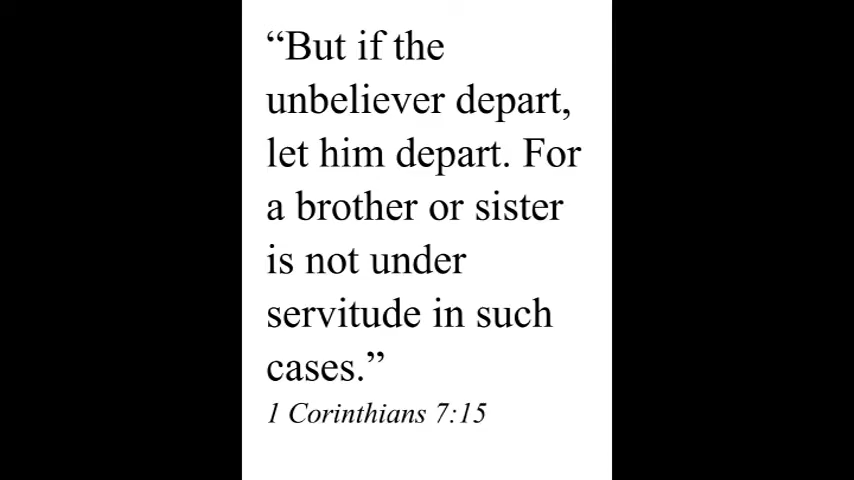 “But if the
unbeliever depart,
let him depart. For
a brother or sister
is not under
servitude in such
cases.”
1 Corinthians 7:15